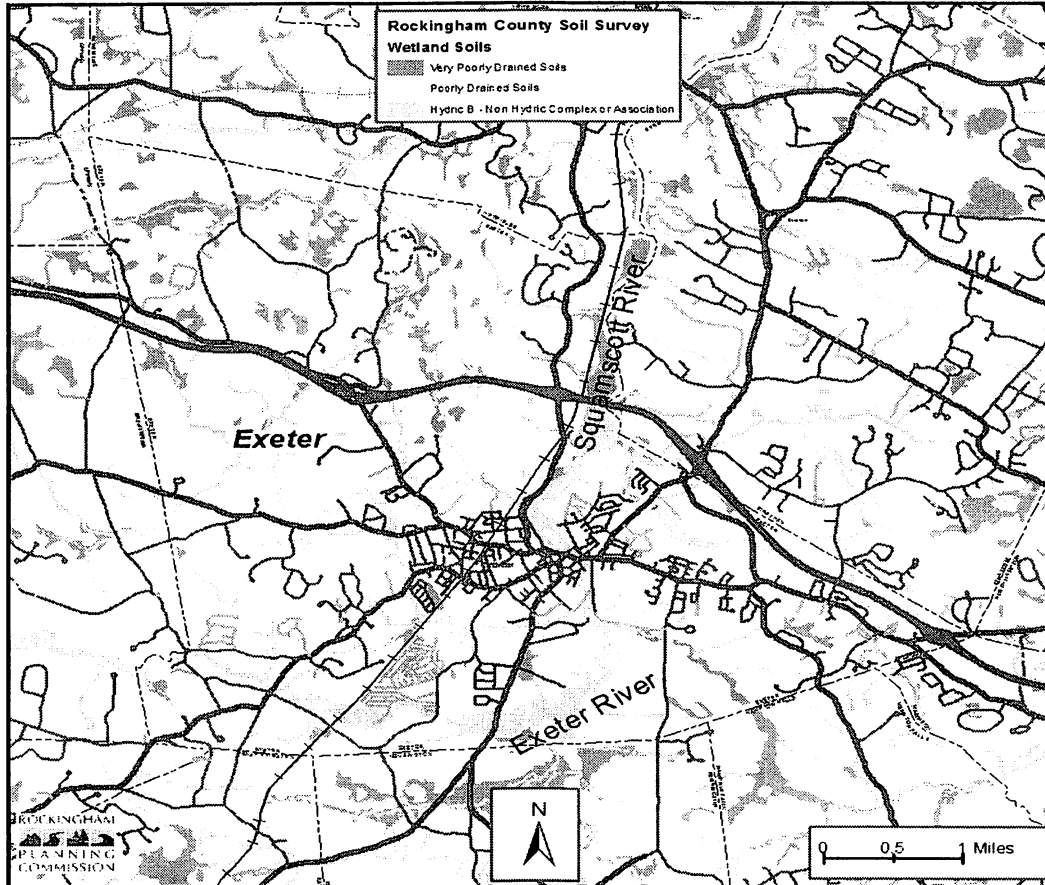 Rockingham County Soil Survey
Wetland Soils
Very Poorly Drained Soils
Poorly Drained Soils
Hydric B - Non Hydric Complex or Association
Squamscott River
Exeter
Exeter River
N
ROCKINGHAM
PLANNING
COMMISSION
0 0.5 1 Miles